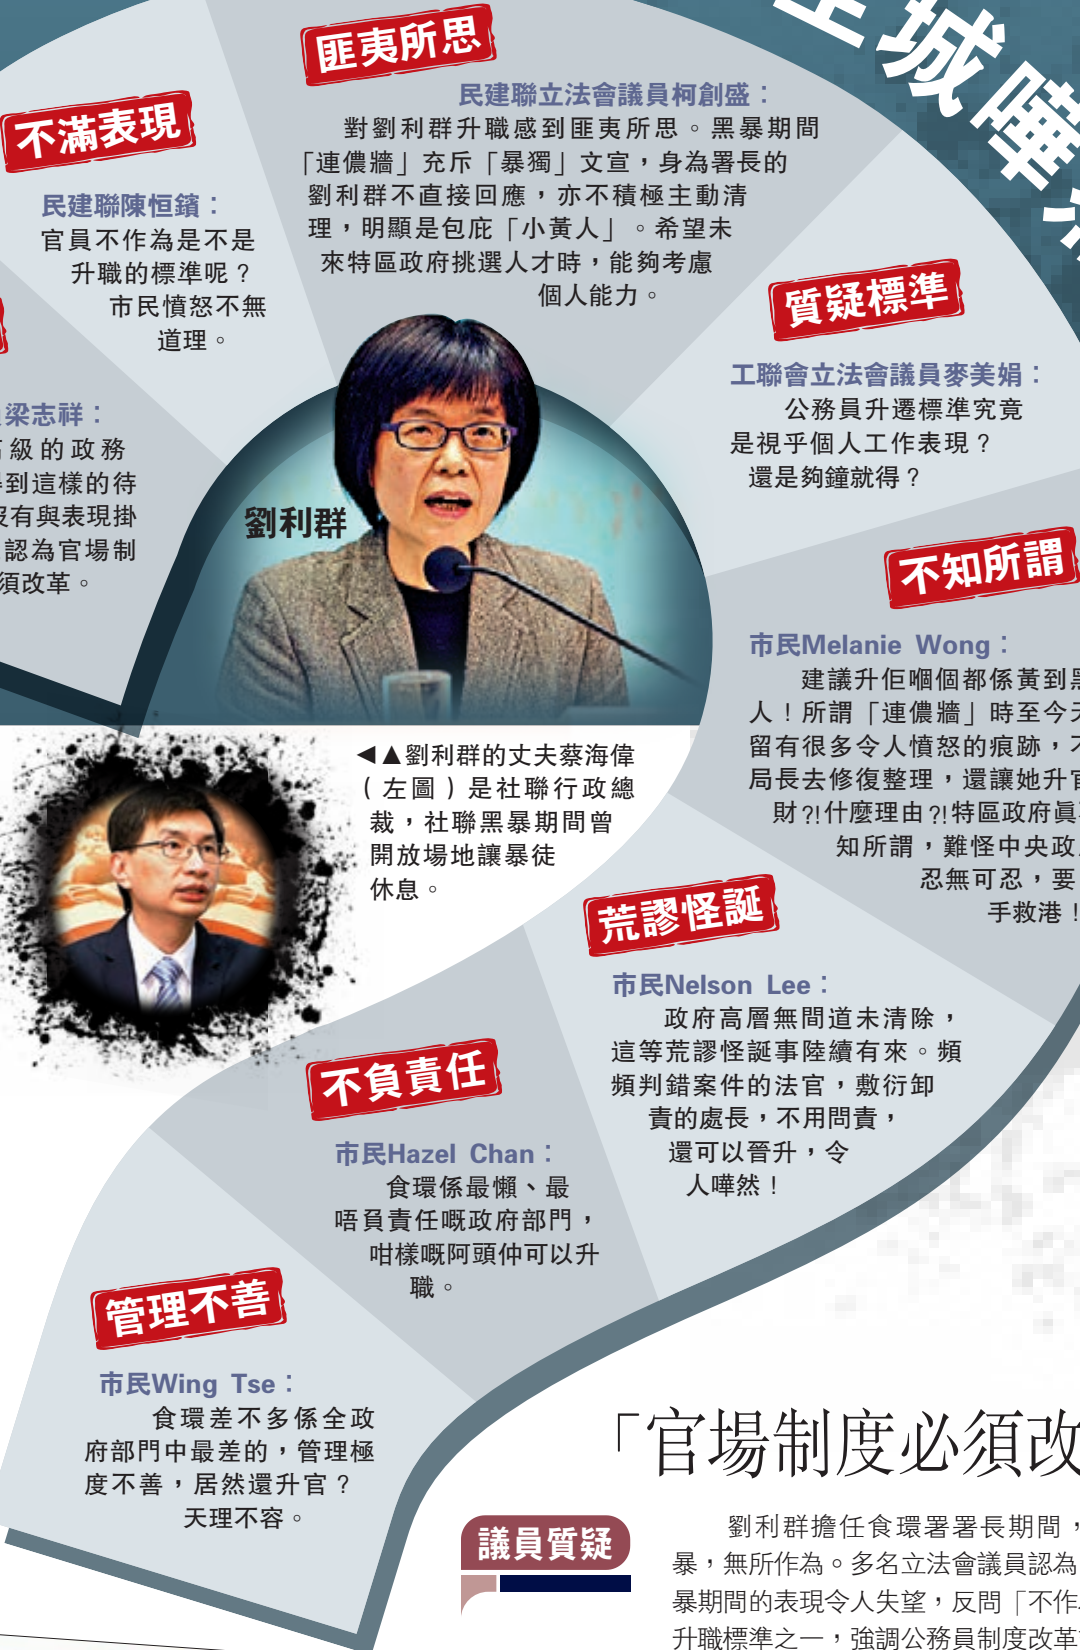 全城嘩然
匪夷所思
民建聯立法會議員柯創盛：
對劉利群升職感到匪夷所思。黑暴期間
「連儂牆」充斥「暴獨」文宣，身為署長的
劉利群不直接回應，亦不積極主動清
理，明顯是包庇「小黃人」。希望未
來特區政府挑選人才時，能夠考慮
個人能力。
不滿表現
民建聯陳恒鑌：
官員不作為是不是
升職的標準呢？
市民憤怒不無
道理。
梁志祥：
級的政務
到這樣的待
沒有與表現掛
認為官場制
須改革。
質疑標準
工聯會立法會議員麥美娟：
公務員升遷標準究竟
是視乎個人工作表現？
還是夠鐘就得？
劉利群
不知所謂
市民Melanie Wong：
建議升佢嗰個都係黃到黑
人！所謂「連儂牆」時至今天
留有很多令人憤怒的痕跡，不
局長去修復整理，還讓她升官
財?!什麼理由?!特區政府真
知所謂，難怪中央政
忍無可忍，要
手救港！
◀▲劉利群的丈夫蔡海偉
（左圖）是社聯行政總
裁，社聯黑暴期間曾
開放場地讓暴徒
休息。
荒謬怪誕
市民Nelson Lee：
政府高層無間道未清除，
這等荒謬怪誕事陸續有來。頻
頻判錯案件的法官，敷衍卸
責的處長，不用問責，
還可以晉升，令
人嘩然！
不負責任
市民Hazel Chan：
食環係最懶、最
唔負責任嘅政府部門，
咁樣嘅阿頭仲可以升
職。
管理不善
市民Wing Tse：
食環差不多係全政
府部門中最差的，管理極
度不善，居然還升官？
天理不容。
「官場制度必須改
議員質疑
劉利群擔任食環署署長期間，
暴，無所作為。多名立法會議員認為
暴期間的表現令人失望，反問「不作
升職標準之一，強調公務員制度改革